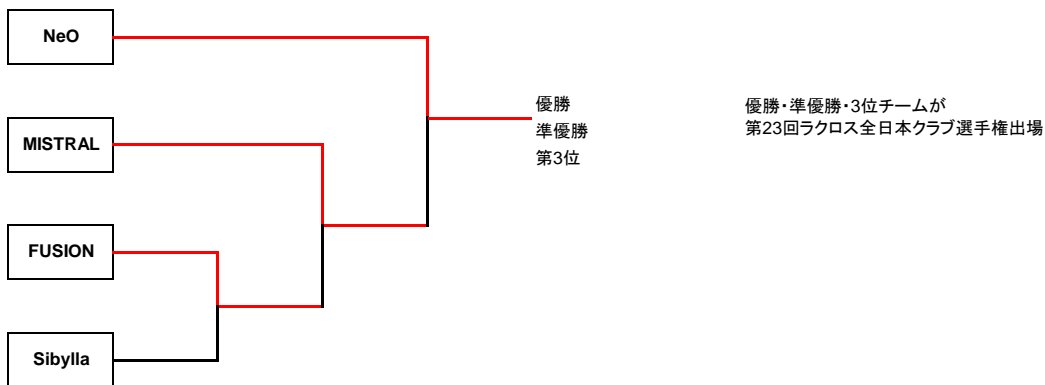 NeO
MISTRAL
FUSION
Sibylla
優勝
準優勝
第3位
優勝・準優勝・3位チームが
第23回ラクロス全日本クラブ選手権出場